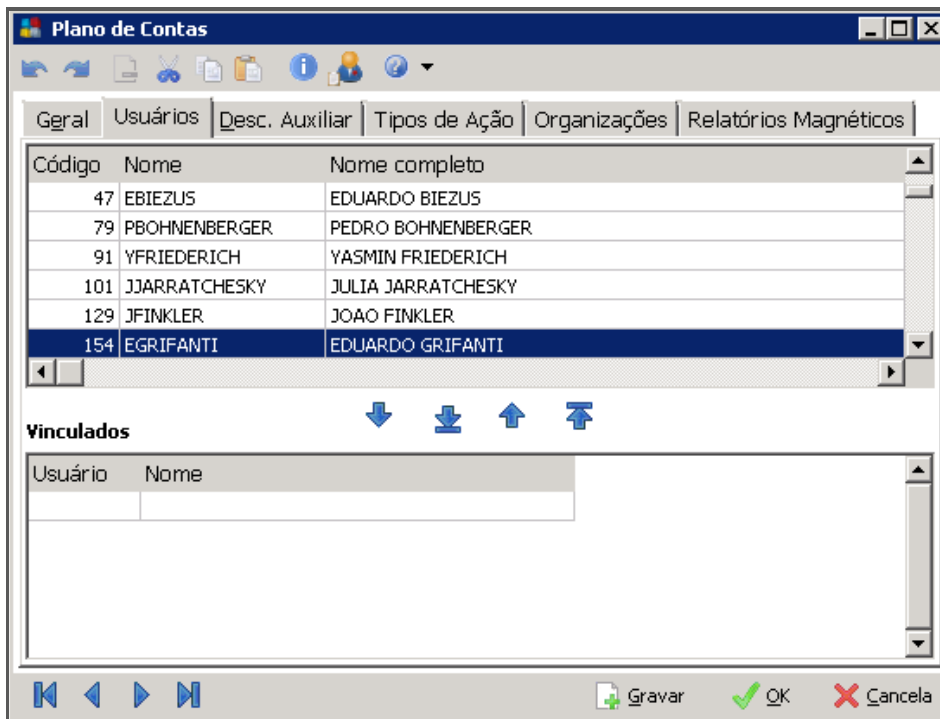 Plano de Contas
Geral Usuários Desc. Auxiliar Tipos de Ação Organizações Relatórios Magnéticos
Código Nome Nome completo
47 EBIEZUS EDUARDO BIEZUS
79 PBOHNENBERGER PEDRO BOHNENBERGER
91 YFRIEDERICH YASMIN FRIEDERICH
101 JJARRATCHESKY JULIA JARRATCHESKY
129 JFINKLER JOAO FINKLER
154 EGRIFANTI EDUARDO GRIFANTI
Vinculados
Usuário Nome
Gravar OK Cancela